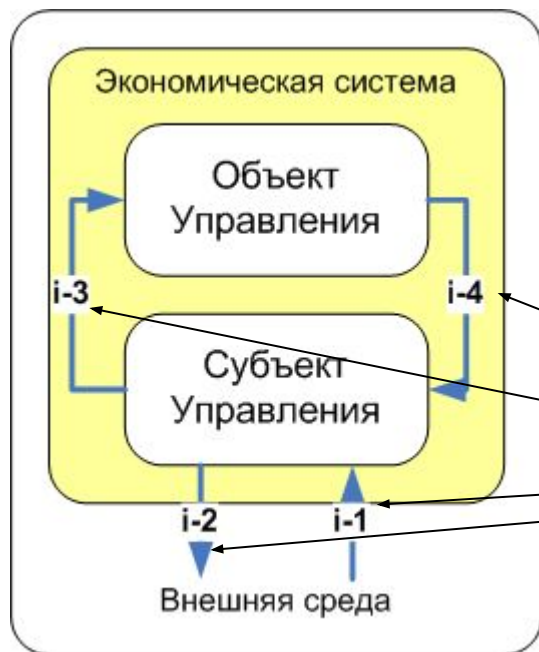 Экономическая система
Объект
Управления
i-3
i-4
Субъект
Управления
i-2
i-1
Внешняя среда